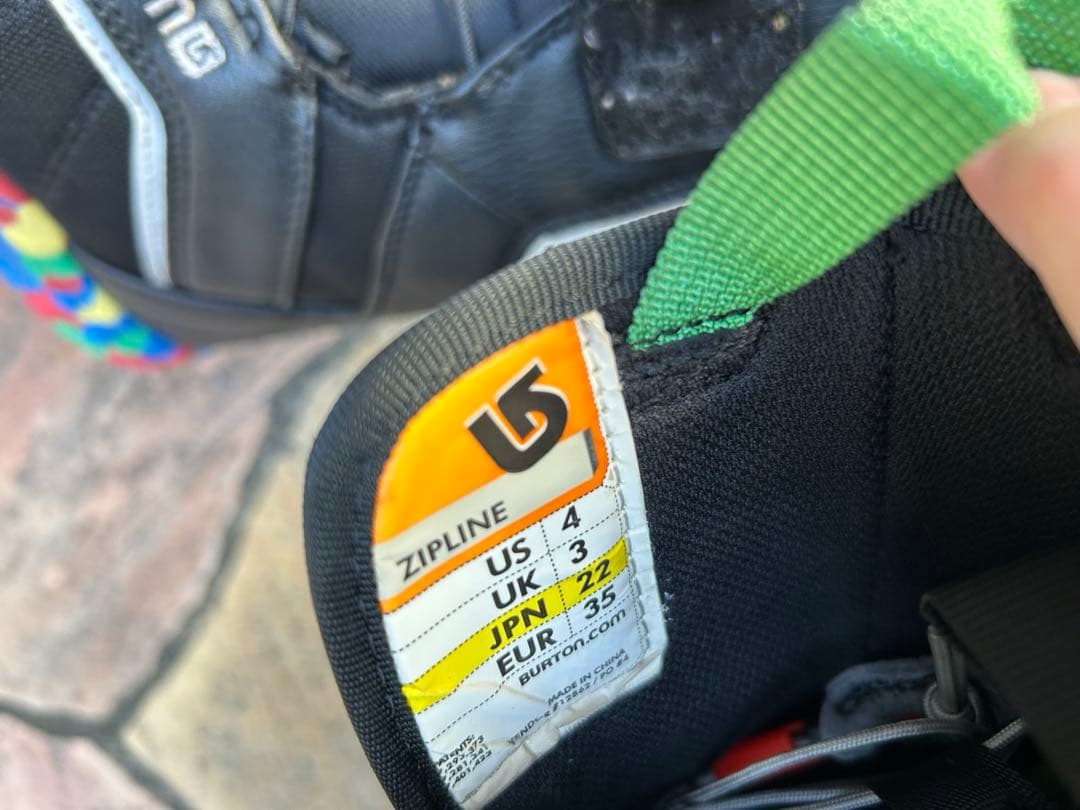 ZIPLINE
US 4
UK 3
JPN 22
EUR 35
BURTON.COM
MADE IN CHINA